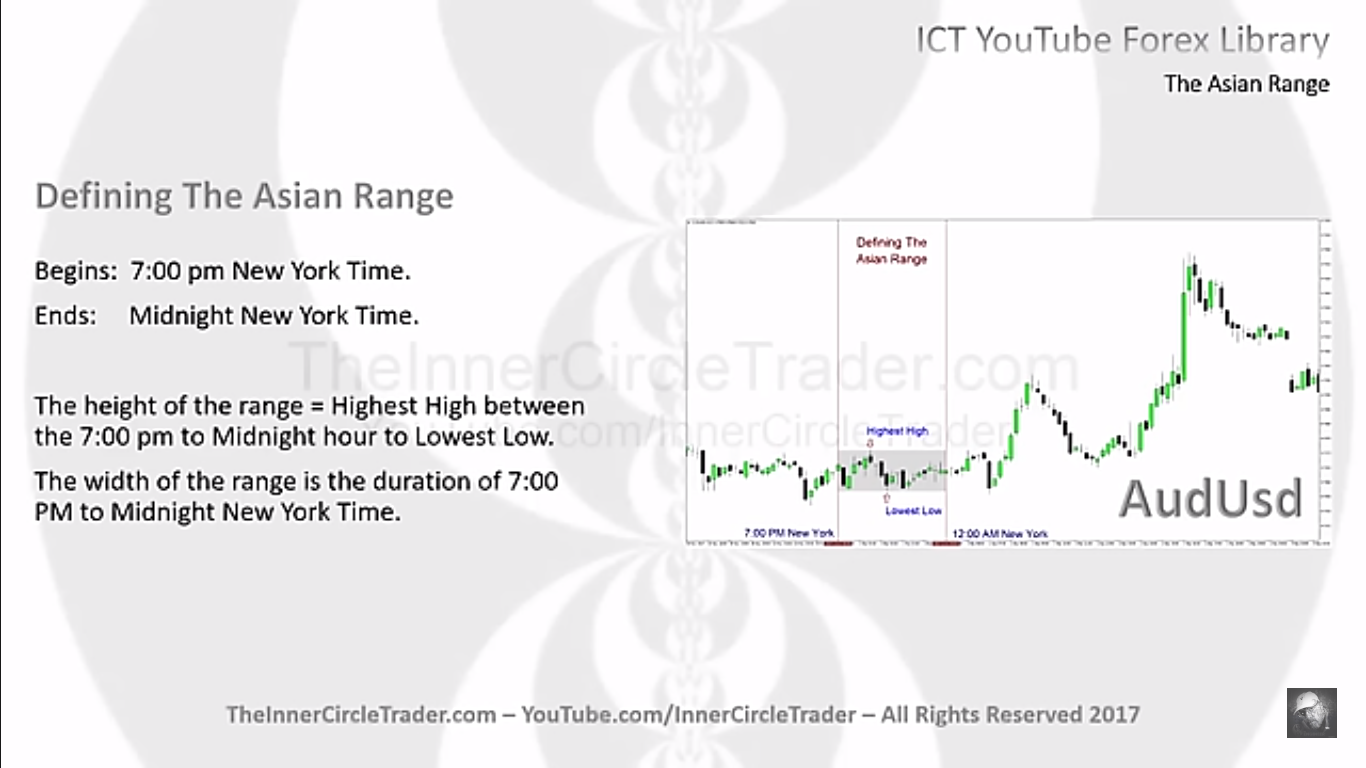 ICT YouTube Forex Library
The Asian Range
Defining The Asian Range
Begins: 7:00 pm New York Time.
Ends: Midnight New York Time.
The height of the range = Highest High between
the 7:00 pm to Midnight hour to Lowest Low.
The width of the range is the duration of 7:00
PM to Midnight New York Time.
Defining The
Asian Range
Highest High
Lowest Low
AudUsd
7:00 PM New York
12:00 AM New York
TheInnerCircleTrader.com
YouTube.com/InnerCircleTrader
TheInnerCircleTrader.com – YouTube.com/InnerCircleTrader – All Rights Reserved 2017